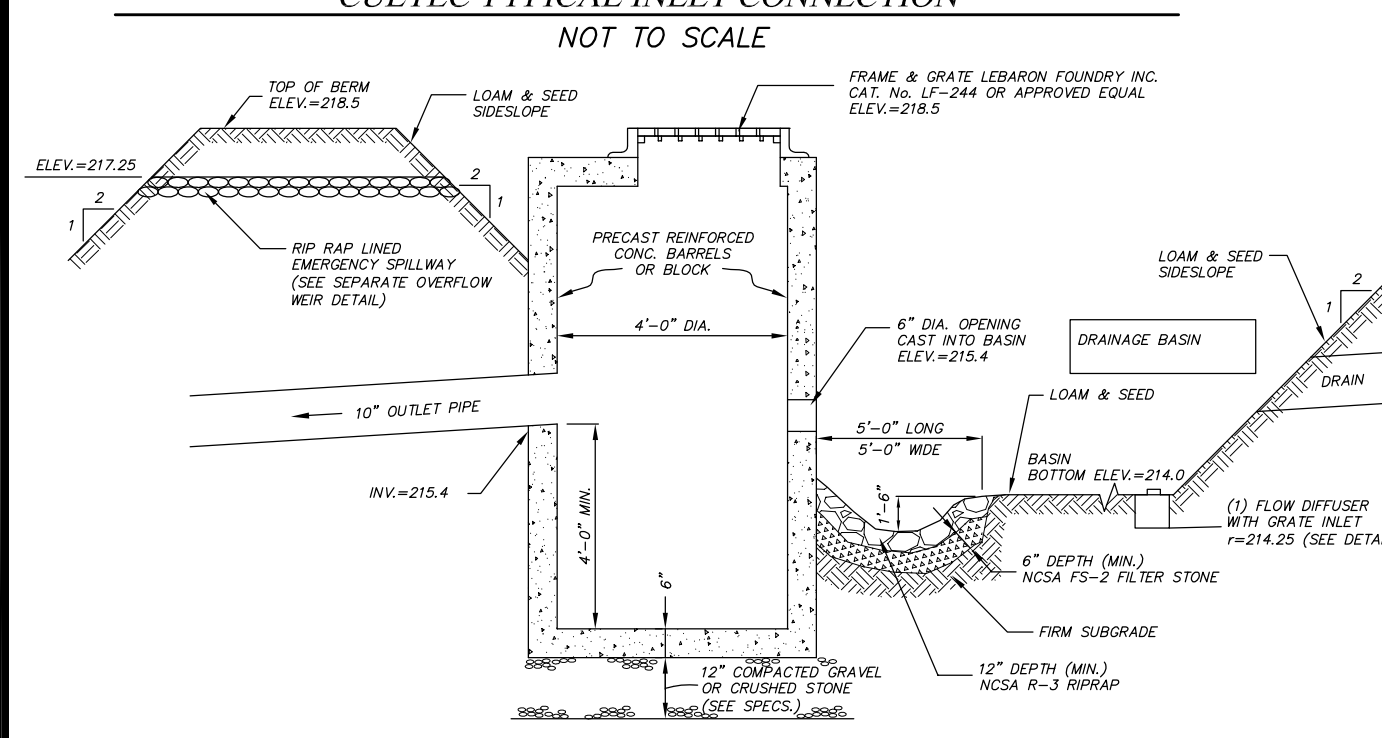 NOT TO SCALE
TOP OF BERM
ELEV.=218.5
LOAM & SEED
SIDESLOPE
FRAME & GRATE LEBARON FOUNDRY INC.
CAT. No. LF-244 OR APPROVED EQUAL
ELEV.=218.5
ELEV.=217.25
2
1
2
1
RIP RAP LINED
EMERGENCY SPILLWAY
(SEE SEPARATE OVERFLOW
WEIR DETAIL)
PRECAST REINFORCED
CONC. BARRELS
OR BLOCK
4'-0" DIA.
6" DIA. OPENING
CAST INTO BASIN
ELEV.=215.4
DRAINAGE BASIN
LOAM & SEED
SIDESLOPE
2
1
DRAIN
10" OUTLET PIPE
LOAM & SEED
5'-0" LONG
5'-0" WIDE
BASIN
BOTTOM ELEV.=214.0
INV.=215.4
4'-0" MIN.
1'-6"
(1) FLOW DIFFUSER
WITH GRATE INLET
r=214.25 (SEE
6"
6" DEPTH (MIN.)
NCSA FS-2 FILTER STONE
FIRM SUBGRADE
12" DEPTH (MIN.)
NCSA R-3 RIPRAP
12" COMPACTED GRAVEL
OR CRUSHED STONE
(SEE SPECS.)